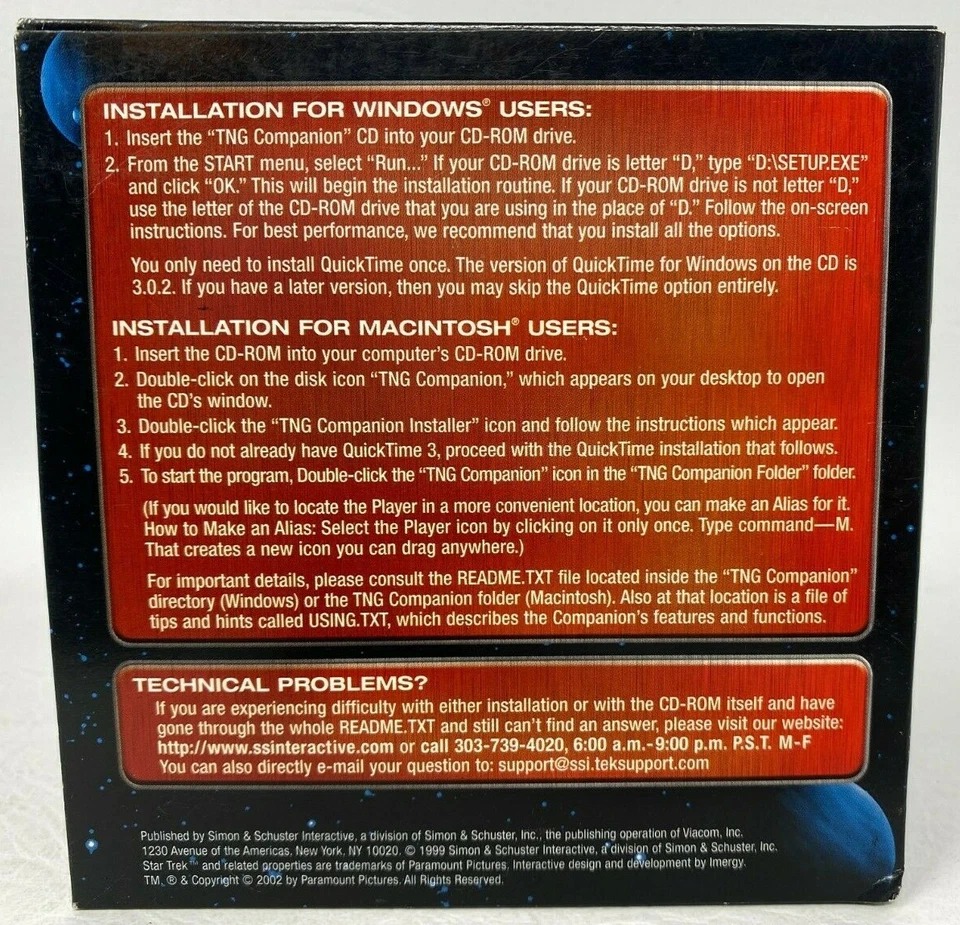 INSTALLATION FOR WINDOWS® USERS:
1. Insert the “TNG Companion” CD into your CD-ROM drive.
2. From the START menu, select “Run...” If your CD-ROM drive is letter “D,” type “D:\SETUP.EXE”
and click “OK.” This will begin the installation routine. If your CD-ROM drive is not letter “D,”
use the letter of the CD-ROM drive that you are using in the place of “D.” Follow the on-screen
instructions. For best performance, we recommend that you install all the options.
You only need to install QuickTime once. The version of QuickTime for Windows on the CD is
3.0.2. If you have a later version, then you may skip the QuickTime option entirely.
INSTALLATION FOR MACINTOSH® USERS:
1. Insert the CD-ROM into your computer’s CD-ROM drive.
2. Double-click on the disk icon “TNG Companion,” which appears on your desktop to open
the CD’s window.
3. Double-click the “TNG Companion Installer” icon and follow the instructions which appear.
4. If you do not already have QuickTime 3, proceed with the QuickTime installation that follows.
5. To start the program, Double-click the “TNG Companion” icon in the “TNG Companion Folder” folder.
(If you would like to locate the Player in a more convenient location, you can make an Alias for it.
How to Make an Alias: Select the Player icon by clicking on it only once. Type command—M.
That creates a new icon you can drag anywhere.)
For important details, please consult the README.TXT file located inside the “TNG Companion”
directory (Windows) or the TNG Companion folder (Macintosh). Also at that location is a file of
tips and hints called USING.TXT, which describes the Companion’s features and functions.
TECHNICAL PROBLEMS?
If you are experiencing difficulty with either installation or with the CD-ROM itself and have
gone through the whole README.TXT and still can’t find an answer, please visit our website:
http://www.ssinteractive.com or call 303-739-4020, 6:00 a.m.-9:00 p.m. P.S.T. M-F
You can also directly e-mail your question to: support@ssi.teksupport.com
Published by Simon & Schuster Interactive, a division of Simon & Schuster, Inc., the publishing operation of Viacom, Inc.
1230 Avenue of the Americas, New York, NY 10020. © 1999 Simon & Schuster Interactive, a division of Simon & Schuster, Inc.
Star Trek™ and related properties are trademarks of Paramount Pictures. Interactive design and development by Imergy.
TM, ® & Copyright © 2002 by Paramount Pictures. All Rights Reserved.